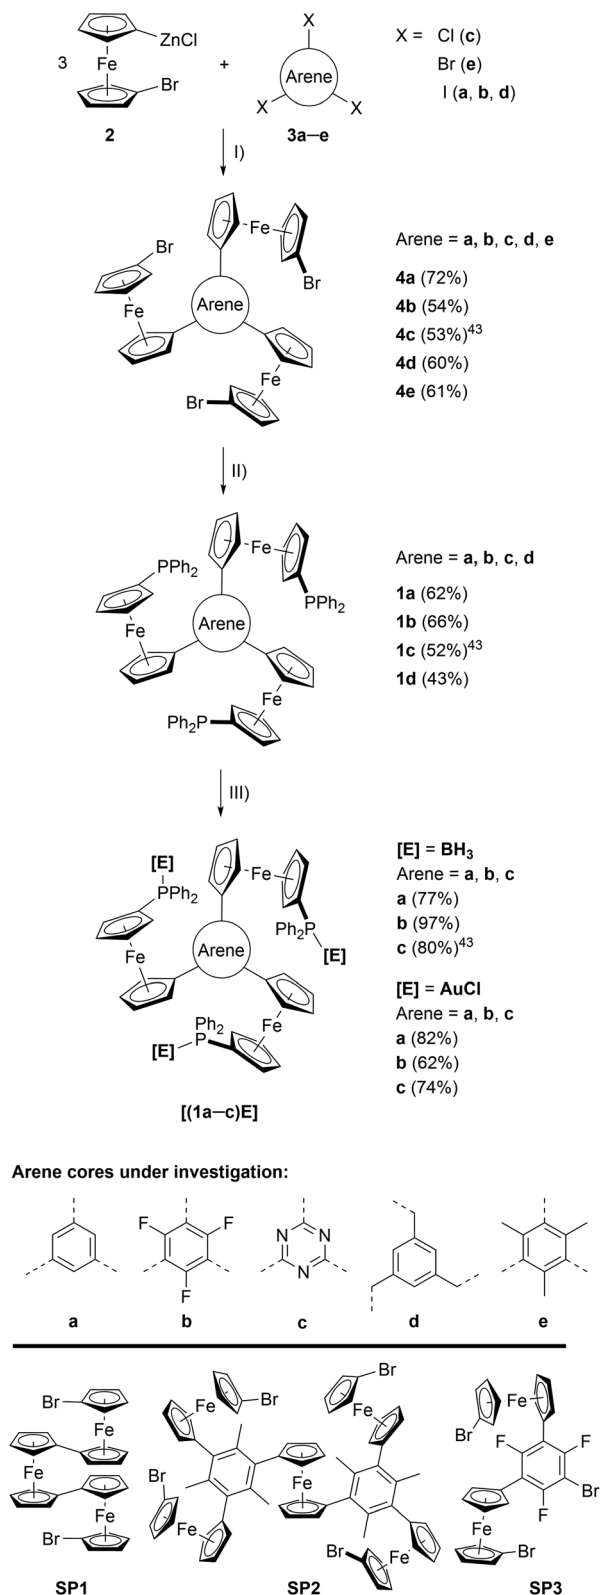 3
ZnCl
Fe
Br
2
+
X
Arene
X
X
3a–e
X = Cl (c)
Br (e)
I (a, b, d)
I)
Br
Fe
Fe
Br
Arene
Fe
Br
Arene = a, b, c, d, e
4a (72%)
4b (54%)
4c (53%)43
4d (60%)
4e (61%)
II)
PPh2
Fe
Fe
PPh2
Arene
Fe
Ph2P
Arene = a, b, c, d
1a (62%)
1b (66%)
1c (52%)43
1d (43%)
III)
[E]
PPh2
Fe
Ph2P
[E]
Fe
Arene
Ph2
[E] P
Fe
[(1a–c)E]
[E] = BH3
Arene = a, b, c
a (77%)
b (97%)
c (80%)43
[E] = AuCl
Arene = a, b, c
a (82%)
b (62%)
c (74%)
Arene cores under investigation:
F F
F
N N
N
a b c d e
Br
Fe
Fe
Fe
Br
SP1
Fe
Br
Br
Fe
Br
Fe
Fe
Br
Fe
SP2
Fe
Br
F F
Br
F
Fe
Br
SP3